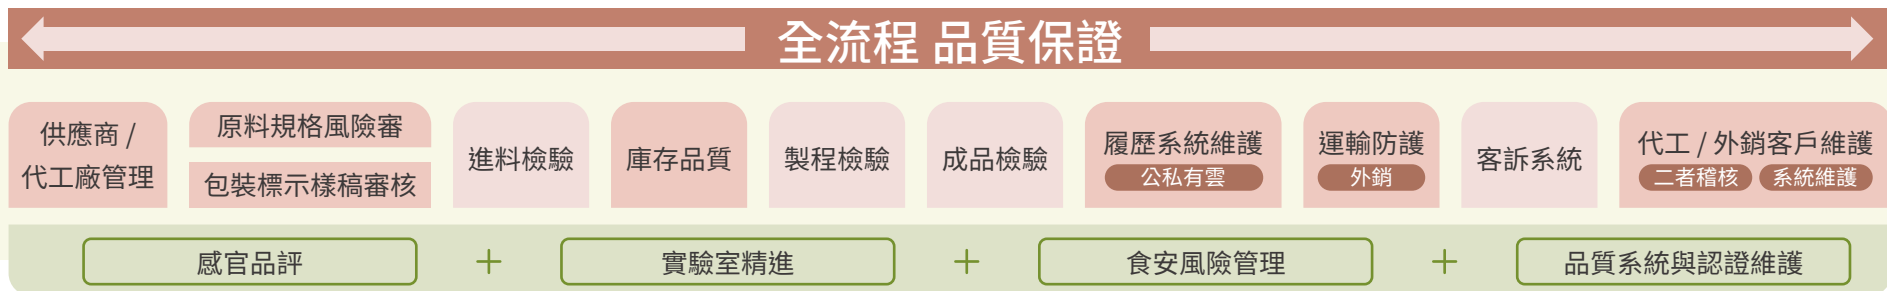 全流程 品質保證
供應商 /
代工廠管理
原料規格風險審
包裝標示樣稿審核
進料檢驗
庫存品質
製程檢驗
成品檢驗
履歷系統維護
公私有雲
運輸防護
外銷
客訴系統
代工 / 外銷客戶維護
二者稽核 系統維護
感官品評 + 實驗室精進 + 食安風險管理 + 品質系統與認證維護